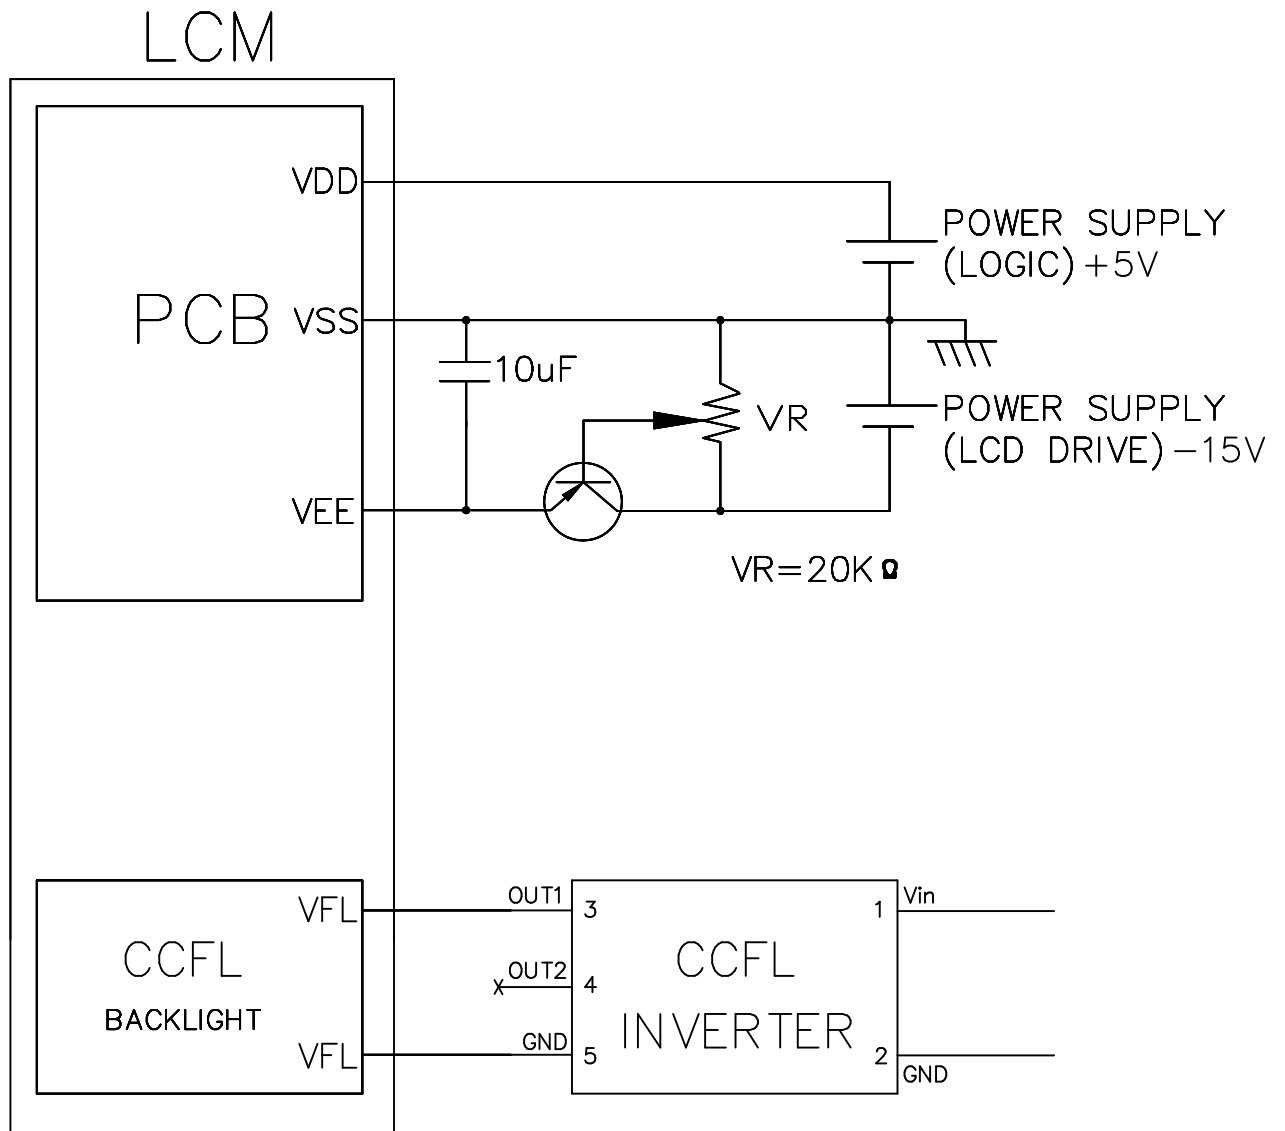 LCM
VDD
POWER SUPPLY
(LOGIC) +5V
PCB
VSS
10uF
VR
POWER SUPPLY
(LCD DRIVE) -15V
VEE
VR=20KΩ
VFL
OUT1
3
1
Vin
CCFL
BACKLIGHT
OUT2
4
CCFL
INVERTER
VFL
GND
5
2
GND